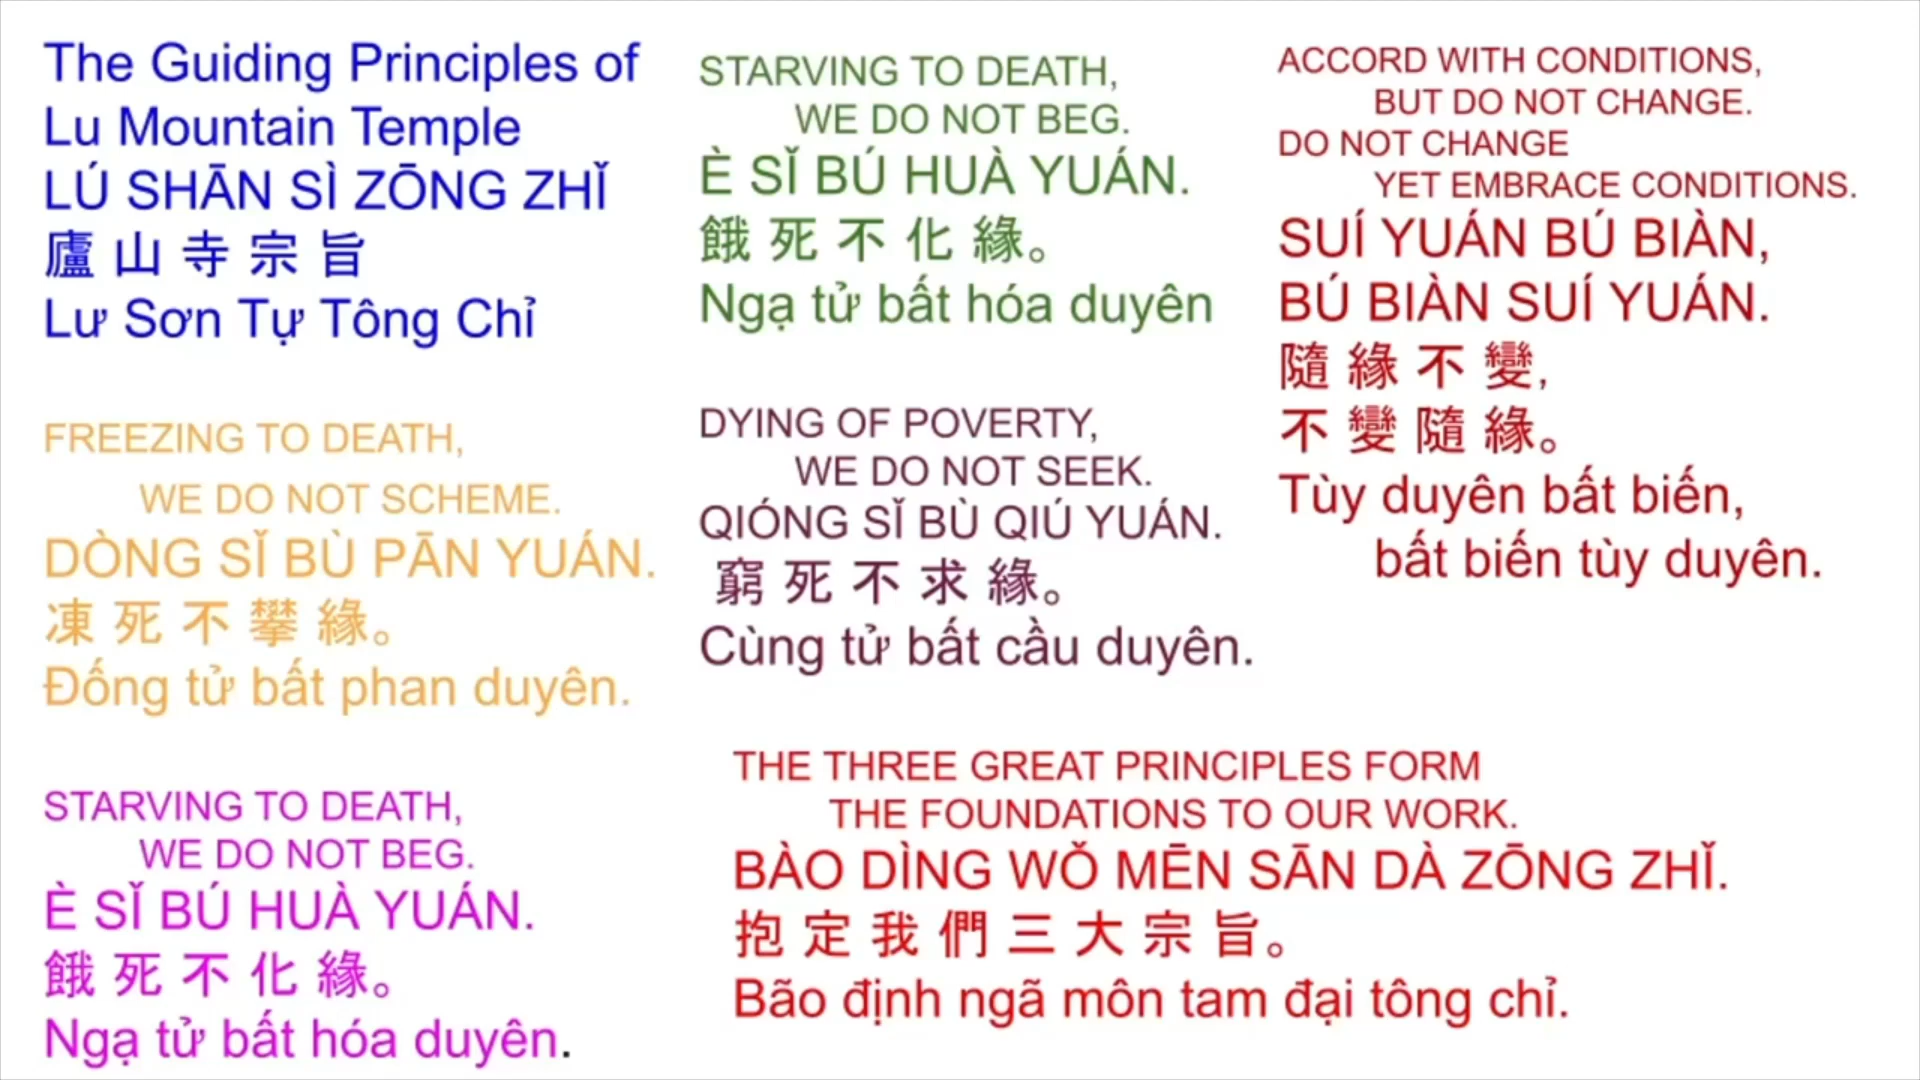 The Guiding Principles of
Lu Mountain Temple
LÚ SHĀN SÌ ZŌNG ZHǏ
廬 山 寺 宗 旨
Lư Sơn Tự Tông Chỉ
FREEZING TO DEATH,
WE DO NOT SCHEME.
DÒNG SǏ BÙ PĀN YUÁN.
凍 死 不 攀 緣。
Đống tử bất phan duyên.
STARVING TO DEATH,
WE DO NOT BEG.
È SǏ BÚ HUÀ YUÁN.
餓 死 不 化 緣。
Ngạ tử bất hóa duyên.
STARVING TO DEATH,
WE DO NOT BEG.
È SǏ BÚ HUÀ YUÁN.
餓 死 不 化 緣。
Ngạ tử bất hóa duyên
DYING OF POVERTY,
WE DO NOT SEEK.
QIÓNG SǏ BÙ QIÚ YUÁN.
窮 死 不 求 緣。
Cùng tử bất cầu duyên.
ACCORD WITH CONDITIONS,
BUT DO NOT CHANGE.
DO NOT CHANGE
YET EMBRACE CONDITIONS.
SUÍ YUÁN BÚ BIÀN,
BÚ BIÀN SUÍ YUÁN.
隨 緣 不 變,
不 變 隨 緣。
Tùy duyên bất biến,
bất biến tùy duyên.
THE THREE GREAT PRINCIPLES FORM
THE FOUNDATIONS TO OUR WORK.
BÀO DÌNG WǑ MĒN SĀN DÀ ZŌNG ZHǏ.
抱 定 我 們 三 大 宗 旨。
Bão định ngã môn tam đại tông chỉ.